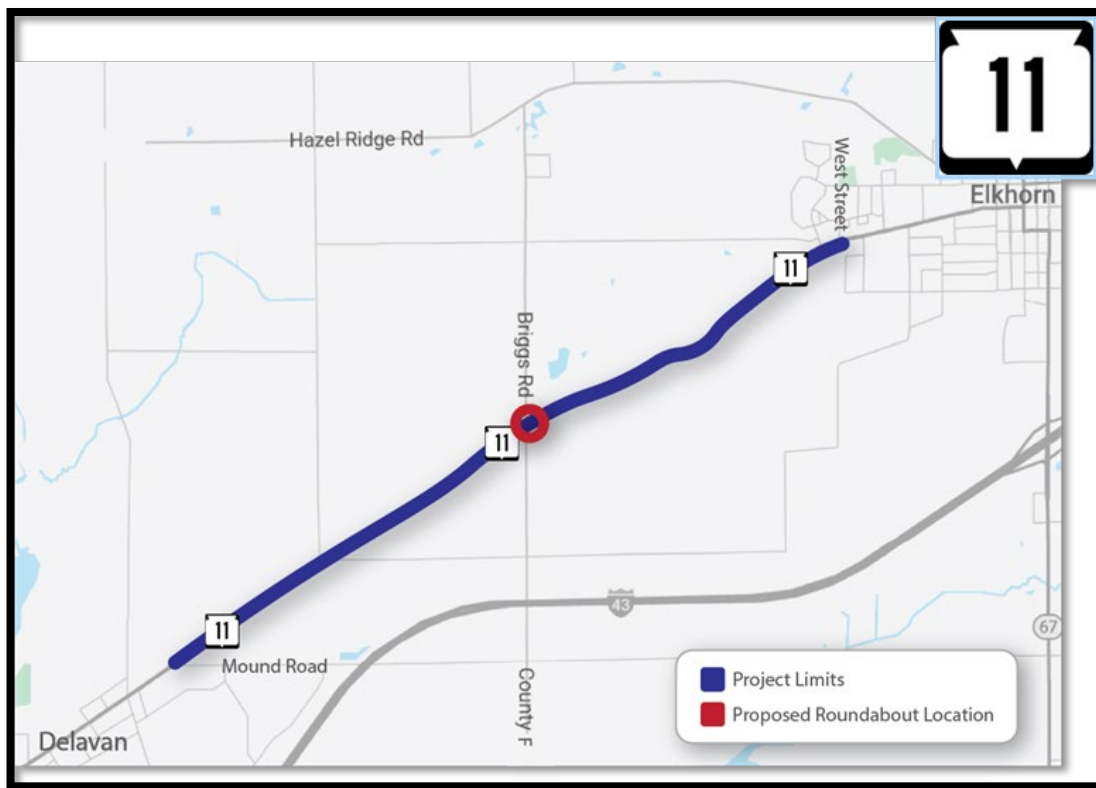 11
Hazel Ridge Rd
West Street
Elkhorn
11
Briggs Rd
11
43
11
Mound Road
County F
67
Project Limits
Proposed Roundabout Location
Delavan